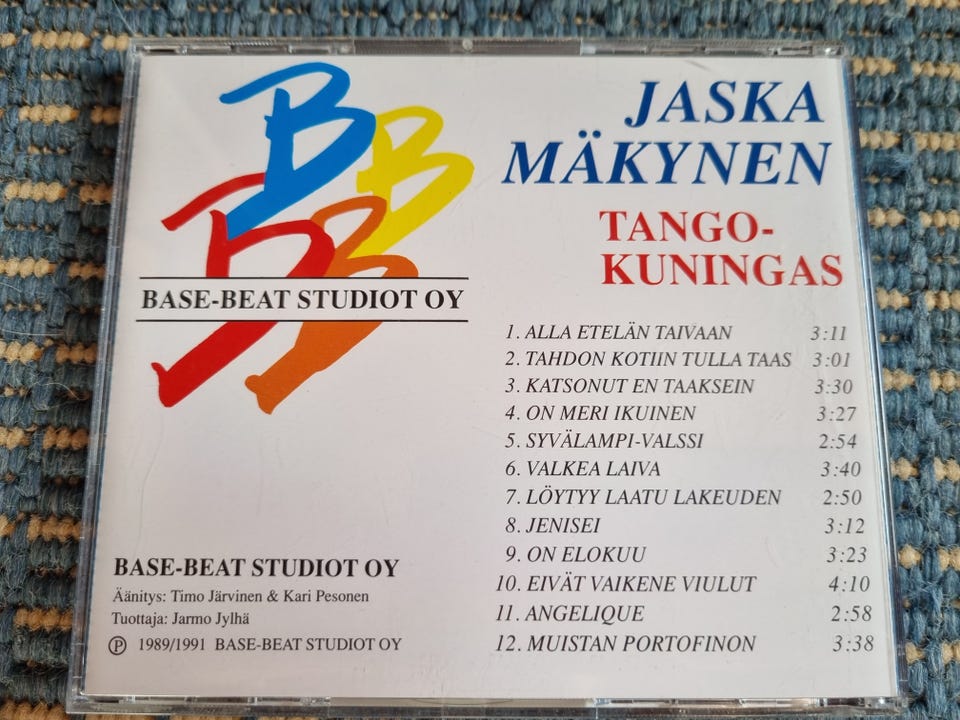 JASKA
MÄKYNEN
TANGO-
KUNINGAS
B B B B
BASE-BEAT STUDIOT OY
1. ALLA ETELÄN TAIVAAN 3:11
2. TAHDON KOTIIN TULLA TAAS 3:01
3. KATSONUT EN TAAKSEIN 3:30
4. ON MERI IKUINEN 3:27
5. SYVÄLAMPI-VALSSI 2:54
6. VALKEA LAIVA 3:40
7. LÖYTYY LAATU LAKEUDEN 2:50
8. JENISEI 3:12
9. ON ELOKUU 3:23
10. EIVÄT VAIKENE VIULUT 4:10
11. ANGELIQUE 2:58
12. MUISTAN PORTOFINON 3:38
BASE-BEAT STUDIOT OY
Äänitys: Timo Järvinen & Kari Pesonen
Tuottaja: Jarmo Jylhä
℗ 1989/1991 BASE-BEAT STUDIOT OY